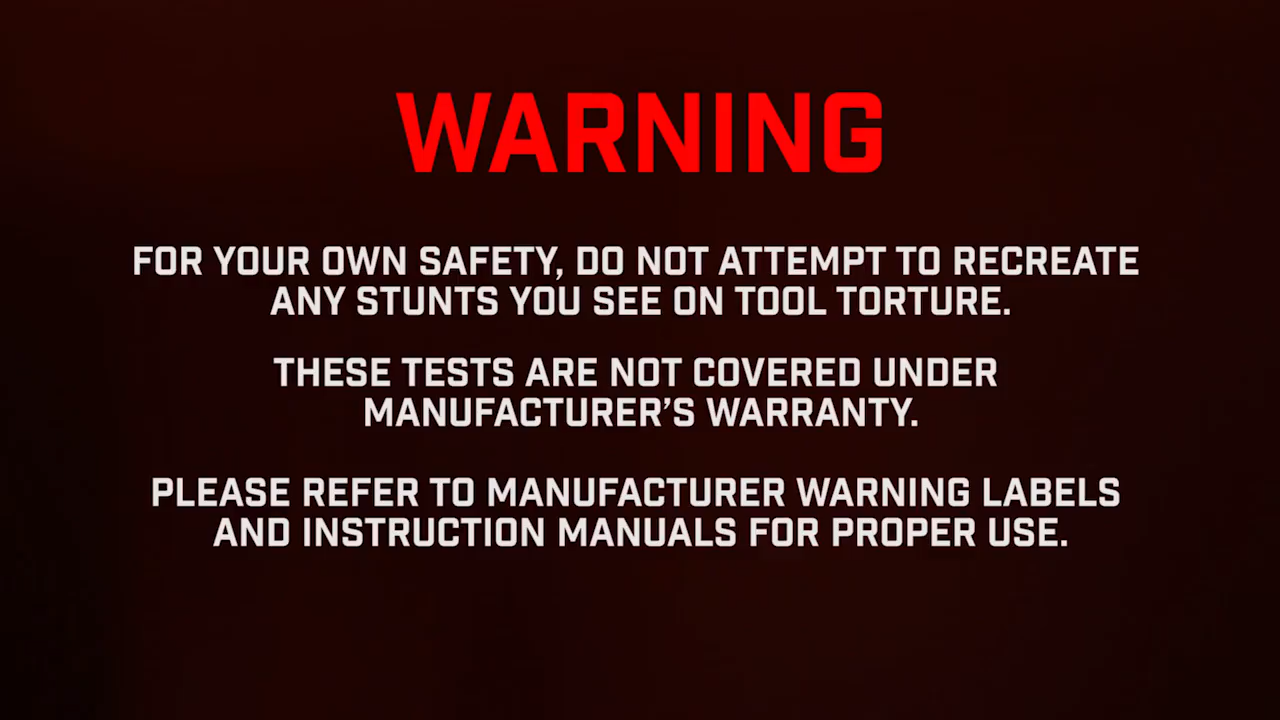 WARNING
FOR YOUR OWN SAFETY, DO NOT ATTEMPT TO RECREATE
ANY STUNTS YOU SEE ON TOOL TORTURE.
THESE TESTS ARE NOT COVERED UNDER
MANUFACTURER’S WARRANTY.
PLEASE REFER TO MANUFACTURER WARNING LABELS
AND INSTRUCTION MANUALS FOR PROPER USE.